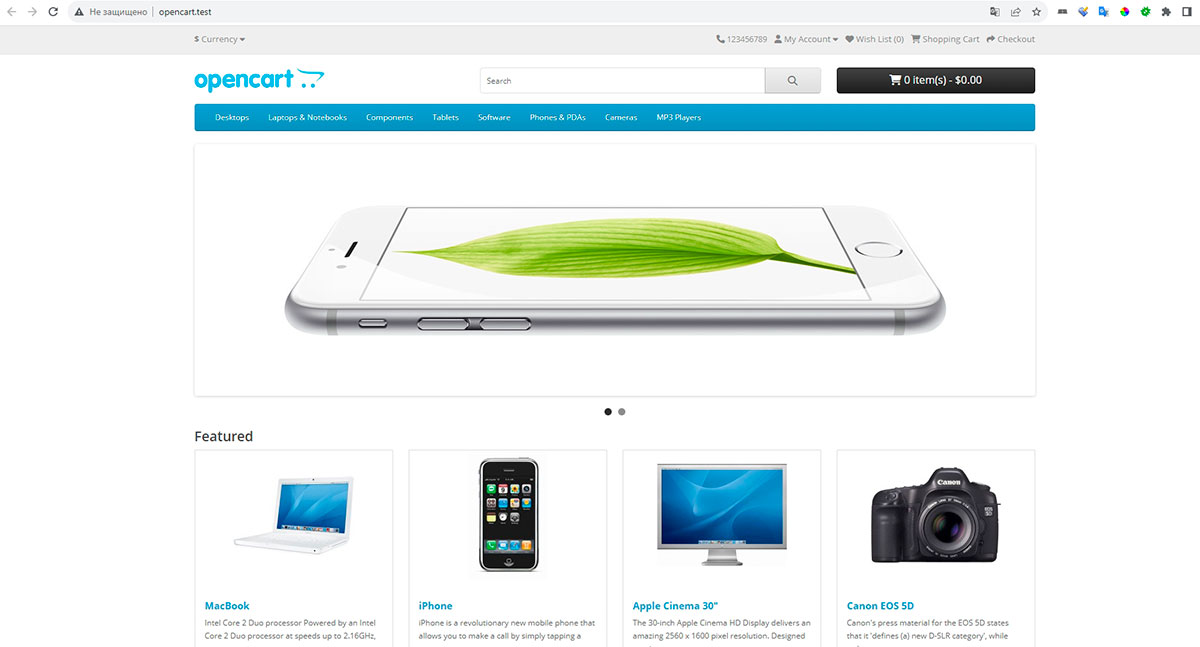 Не защищено | opencart.test
$ Currency
123456789 My Account Wish List (0) Shopping Cart Checkout
opencart
Search
0 item(s) - $0.00
Desktops Laptops & Notebooks Components Tablets Software Phones & PDAs Cameras MP3 Players
Featured
Canon
MacBook
Intel Core 2 Duo processor Powered by an Intel
Core 2 Duo processor at speeds up to 2.16GHz,
iPhone
iPhone is a revolutionary new mobile phone that
allows you to make a call by simply tapping a
Apple Cinema 30"
The 30-inch Apple Cinema HD Display delivers an
amazing 2560 x 1600 pixel resolution. Designed
Canon EOS 5D
Canon's press material for the EOS 5D states
that it 'defines (a) new D-SLR category', while